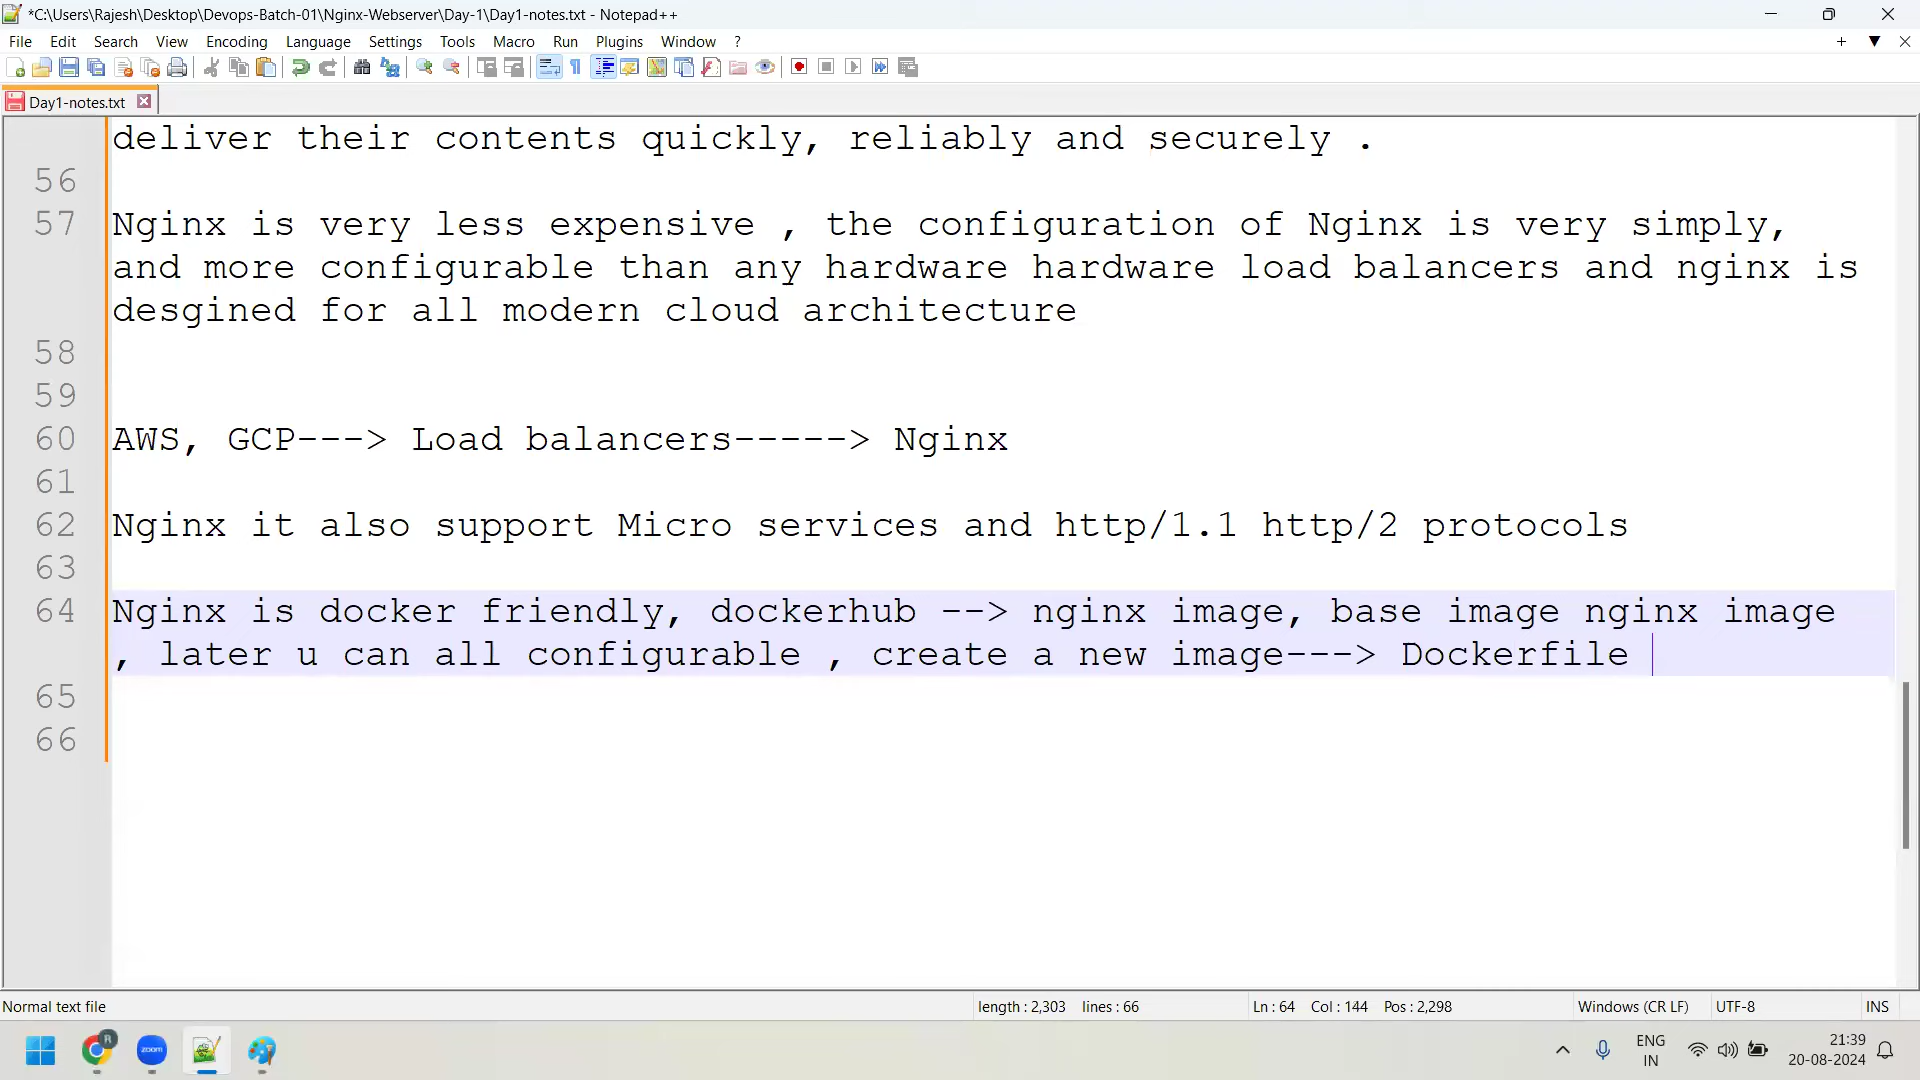 *C:\Users\Rajesh\Desktop\Devops-Batch-01\Nginx-Webserver\Day-1\Day1-notes.txt - Notepad++
File Edit Search View Encoding Language Settings Tools Macro Run Plugins Window ?
Day1-notes.txt
deliver their contents quickly, reliably and securely .
56
57 Nginx is very less expensive , the configuration of Nginx is very simply,
and more configurable than any hardware hardware load balancers and nginx is
desgined for all modern cloud architecture
58
59
60 AWS, GCP---> Load balancers-----> Nginx
61
62 Nginx it also support Micro services and http/1.1 http/2 protocols
63
64 Nginx is docker friendly, dockerhub --> nginx image, base image nginx image
, later u can all configurable , create a new image---> Dockerfile
65
66
Normal text file length : 2,303 lines : 66 Ln : 64 Col : 144 Pos : 2,298 Windows (CR LF) UTF-8 INS
R
zoom
ENG
IN
21:39
20-08-2024